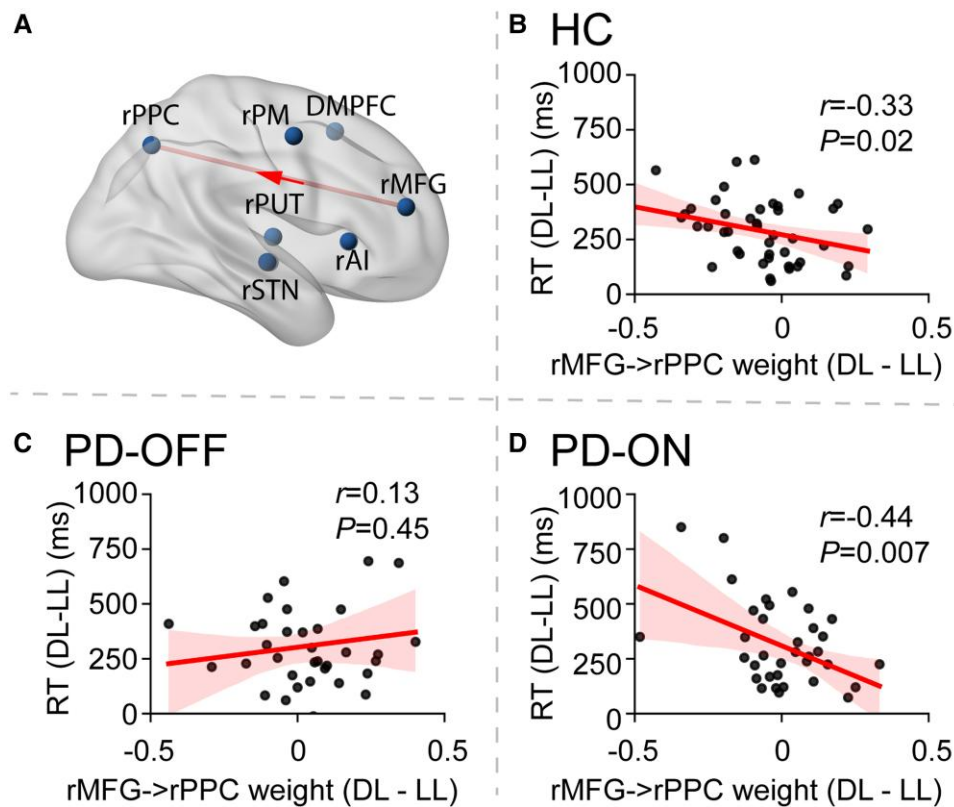 A
rPPC
rPM
DMPFC
rMFG
rPUT
rAI
rSTN
B HC
RT (DL-LL) (ms)
1000
750
500
250
0
r=-0.33
P=0.02
-0.5 0 0.5
rMFG->rPPC weight (DL - LL)
C PD-OFF
RT (DL-LL) (ms)
1000
750
500
250
0
r=0.13
P=0.45
-0.5 0 0.5
rMFG->rPPC weight (DL - LL)
D PD-ON
RT (DL-LL) (ms)
1000
750
500
250
0
r=-0.44
P=0.007
-0.5 0 0.5
rMFG->rPPC weight (DL - LL)